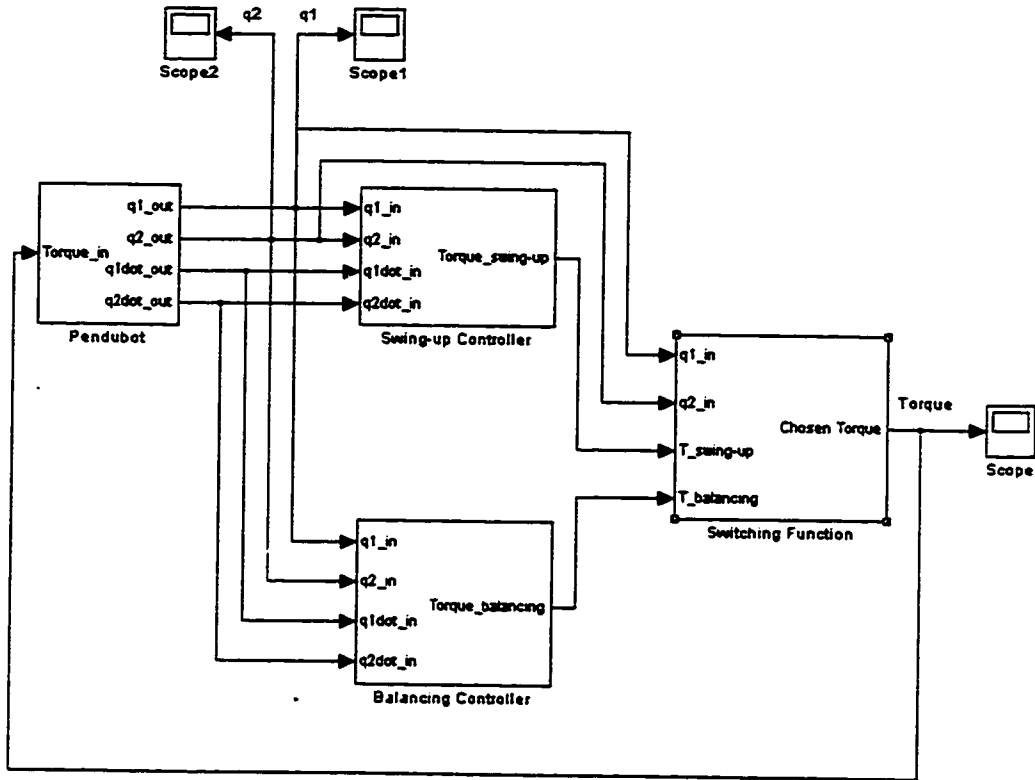 q2
q1
Scope2
Scope1
q1_out
q2_out
Torque_in
q1dot_out
q2dot_out
Pendubot
q1_in
q2_in
Torque_swing-up
q1dot_in
q2dot_in
Swing-up Controller
q1_in
q2_in
Chosen Torque
T_swing-up
T_balancing
Switching Function
Torque
Scope
q1_in
q2_in
Torque_balancing
q1dot_in
q2dot_in
Balancing Controller